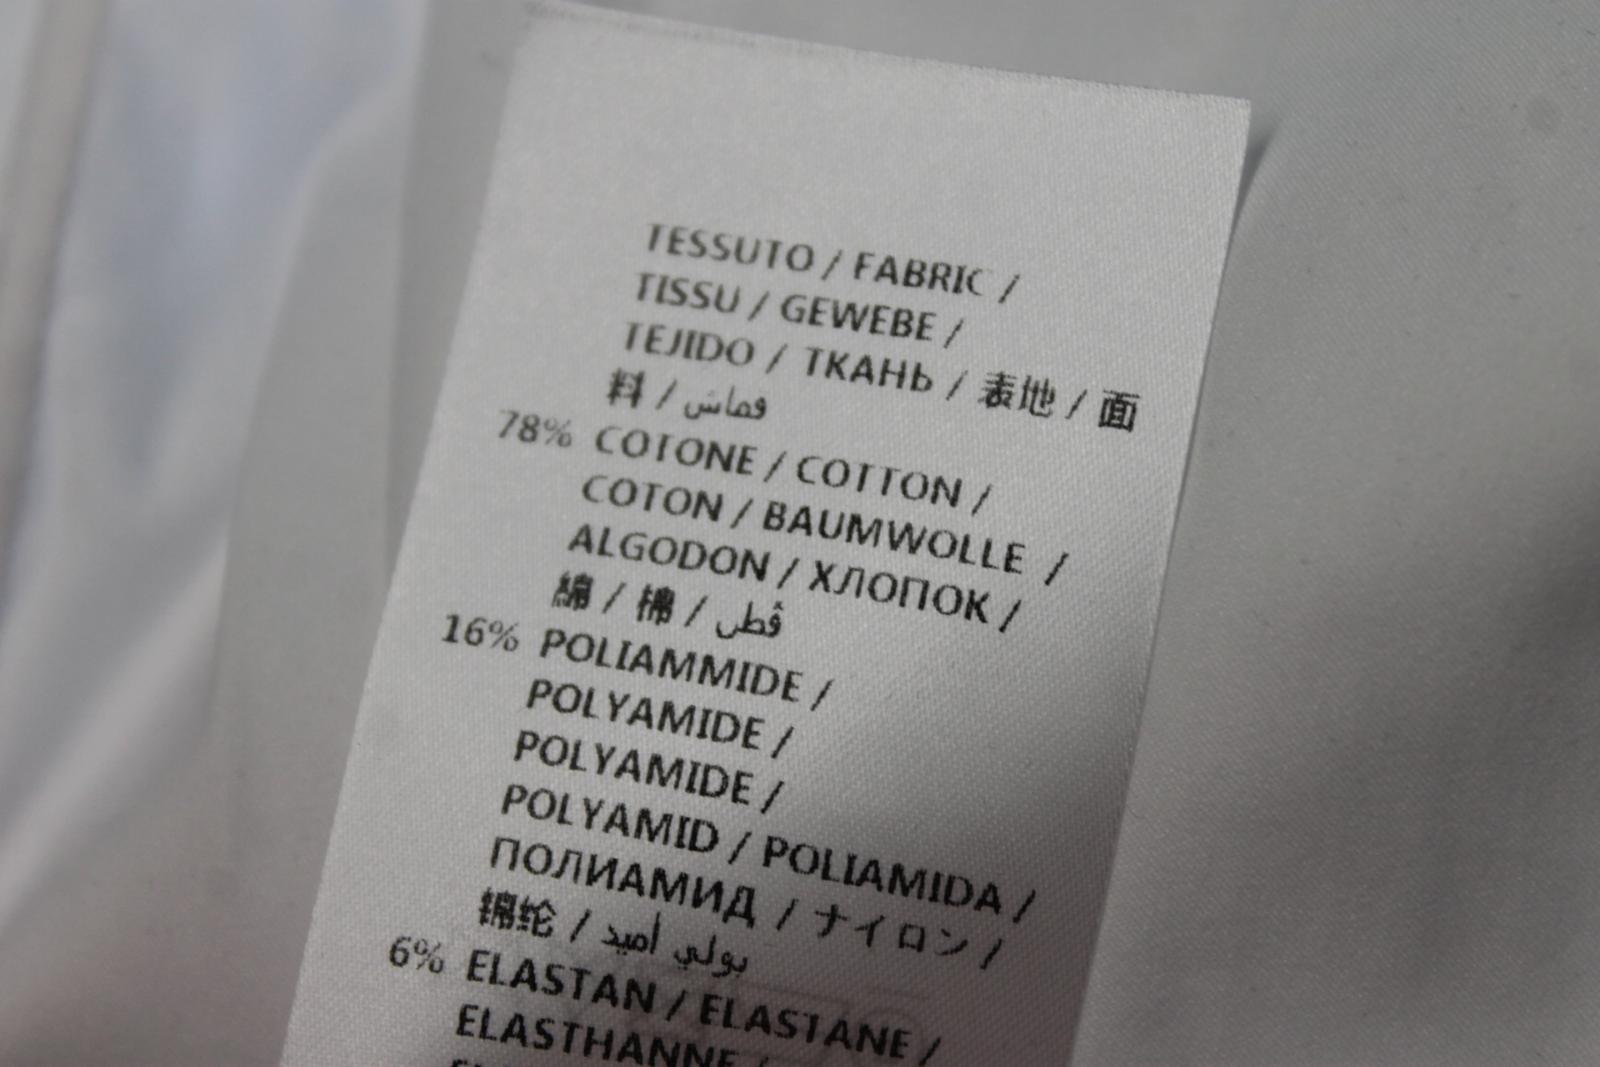 TESSUTO / FABRIC /
TISSU / GEWEBE /
TEJIDO / ТКАНЬ / 表地 / 面
料 / قماش
78% COTONE / COTTON /
COTON / BAUMWOLLE /
ALGODON / ХЛОПОК /
綿 / 棉 / قطن
16% POLIAMMIDE /
POLYAMIDE /
POLYAMIDE /
POLYAMID / POLIAMIDA /
ПОЛИАМИД / ナイロン /
锦纶 / بولي أميد
6% ELASTAN / ELASTANE /
ELASTHANNE /